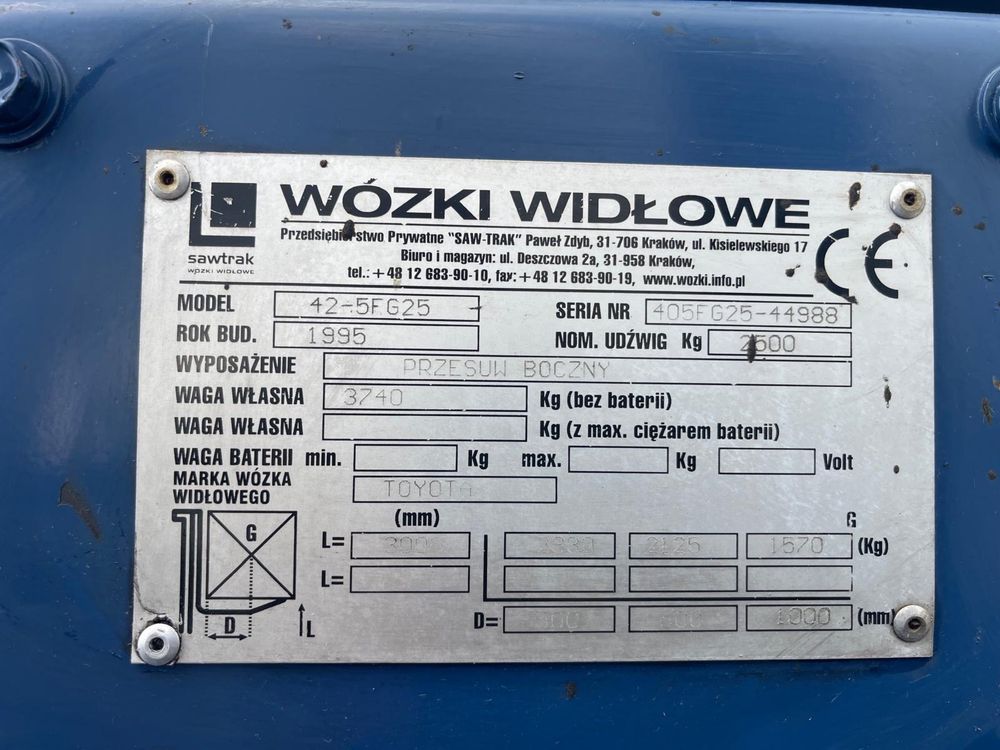 WÓZKI WIDŁOWE
sawtrak
WÓZKI WIDŁOWE
Przedsiębiorstwo Prywatne "SAW-TRAK" Paweł Zdyb, 31-706 Kraków, ul. Kisielewskiego 17
Biuro i magazyn: ul. Deszczowa 2a, 31-958 Kraków,
tel.: + 48 12 683-90-10, fax: + 48 12 683-90-19, www.wozki.info.pl
CE
MODEL 42-5FG25 SERIA NR 405FG25-44988
ROK BUD. 1995 NOM. UDŹWIG Kg 2500
WYPOSAŻENIE PRZESUW BOCZNY
WAGA WŁASNA 3740 Kg (bez baterii)
WAGA WŁASNA Kg (z max. ciężarem baterii)
WAGA BATERII min. Kg max. Kg Volt
MARKA WÓZKA
WIDŁOWEGO TOYOTA
(mm) G
G L= 1570 (Kg)
L=
D L D= 1000 (mm)